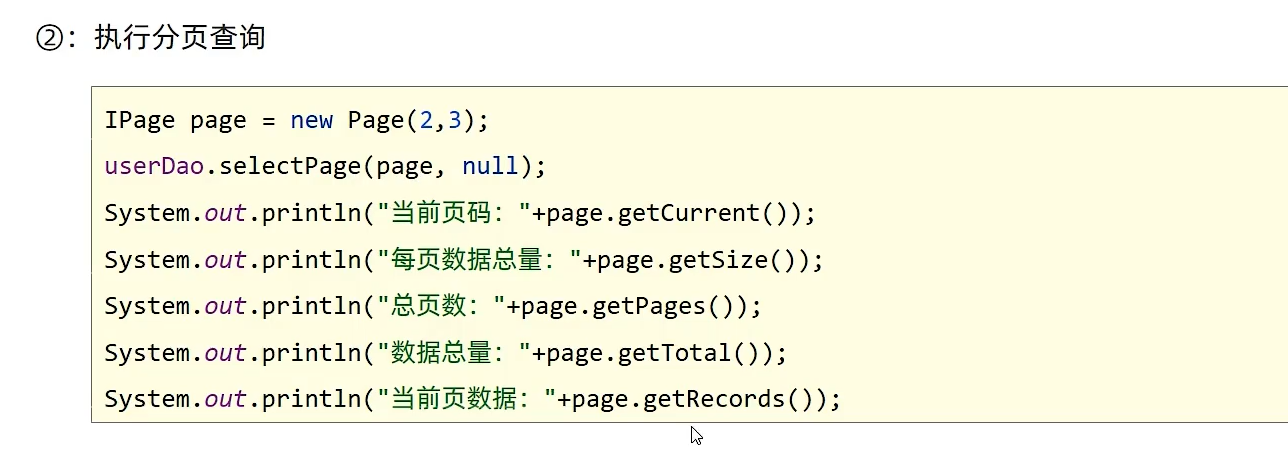 ②：执行分页查询
IPage page = new Page(2,3);
userDao.selectPage(page, null);
System.out.println("当前页码："+page.getCurrent());
System.out.println("每页数据总量："+page.getSize());
System.out.println("总页数："+page.getPages());
System.out.println("数据总量："+page.getTotal());
System.out.println("当前页数据："+page.getRecords());